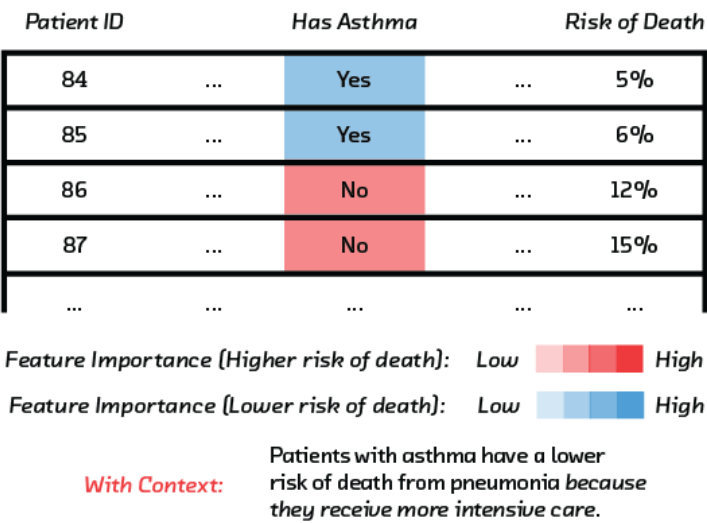 Patient ID Has Asthma Risk of Death
84 ... Yes ... 5%
85 ... Yes ... 6%
86 ... No ... 12%
87 ... No ... 15%
... ... ... ... ...
Feature Importance (Higher risk of death): Low High
Feature Importance (Lower risk of death): Low High
With Context: Patients with asthma have a lower
risk of death from pneumonia because
they receive more intensive care.